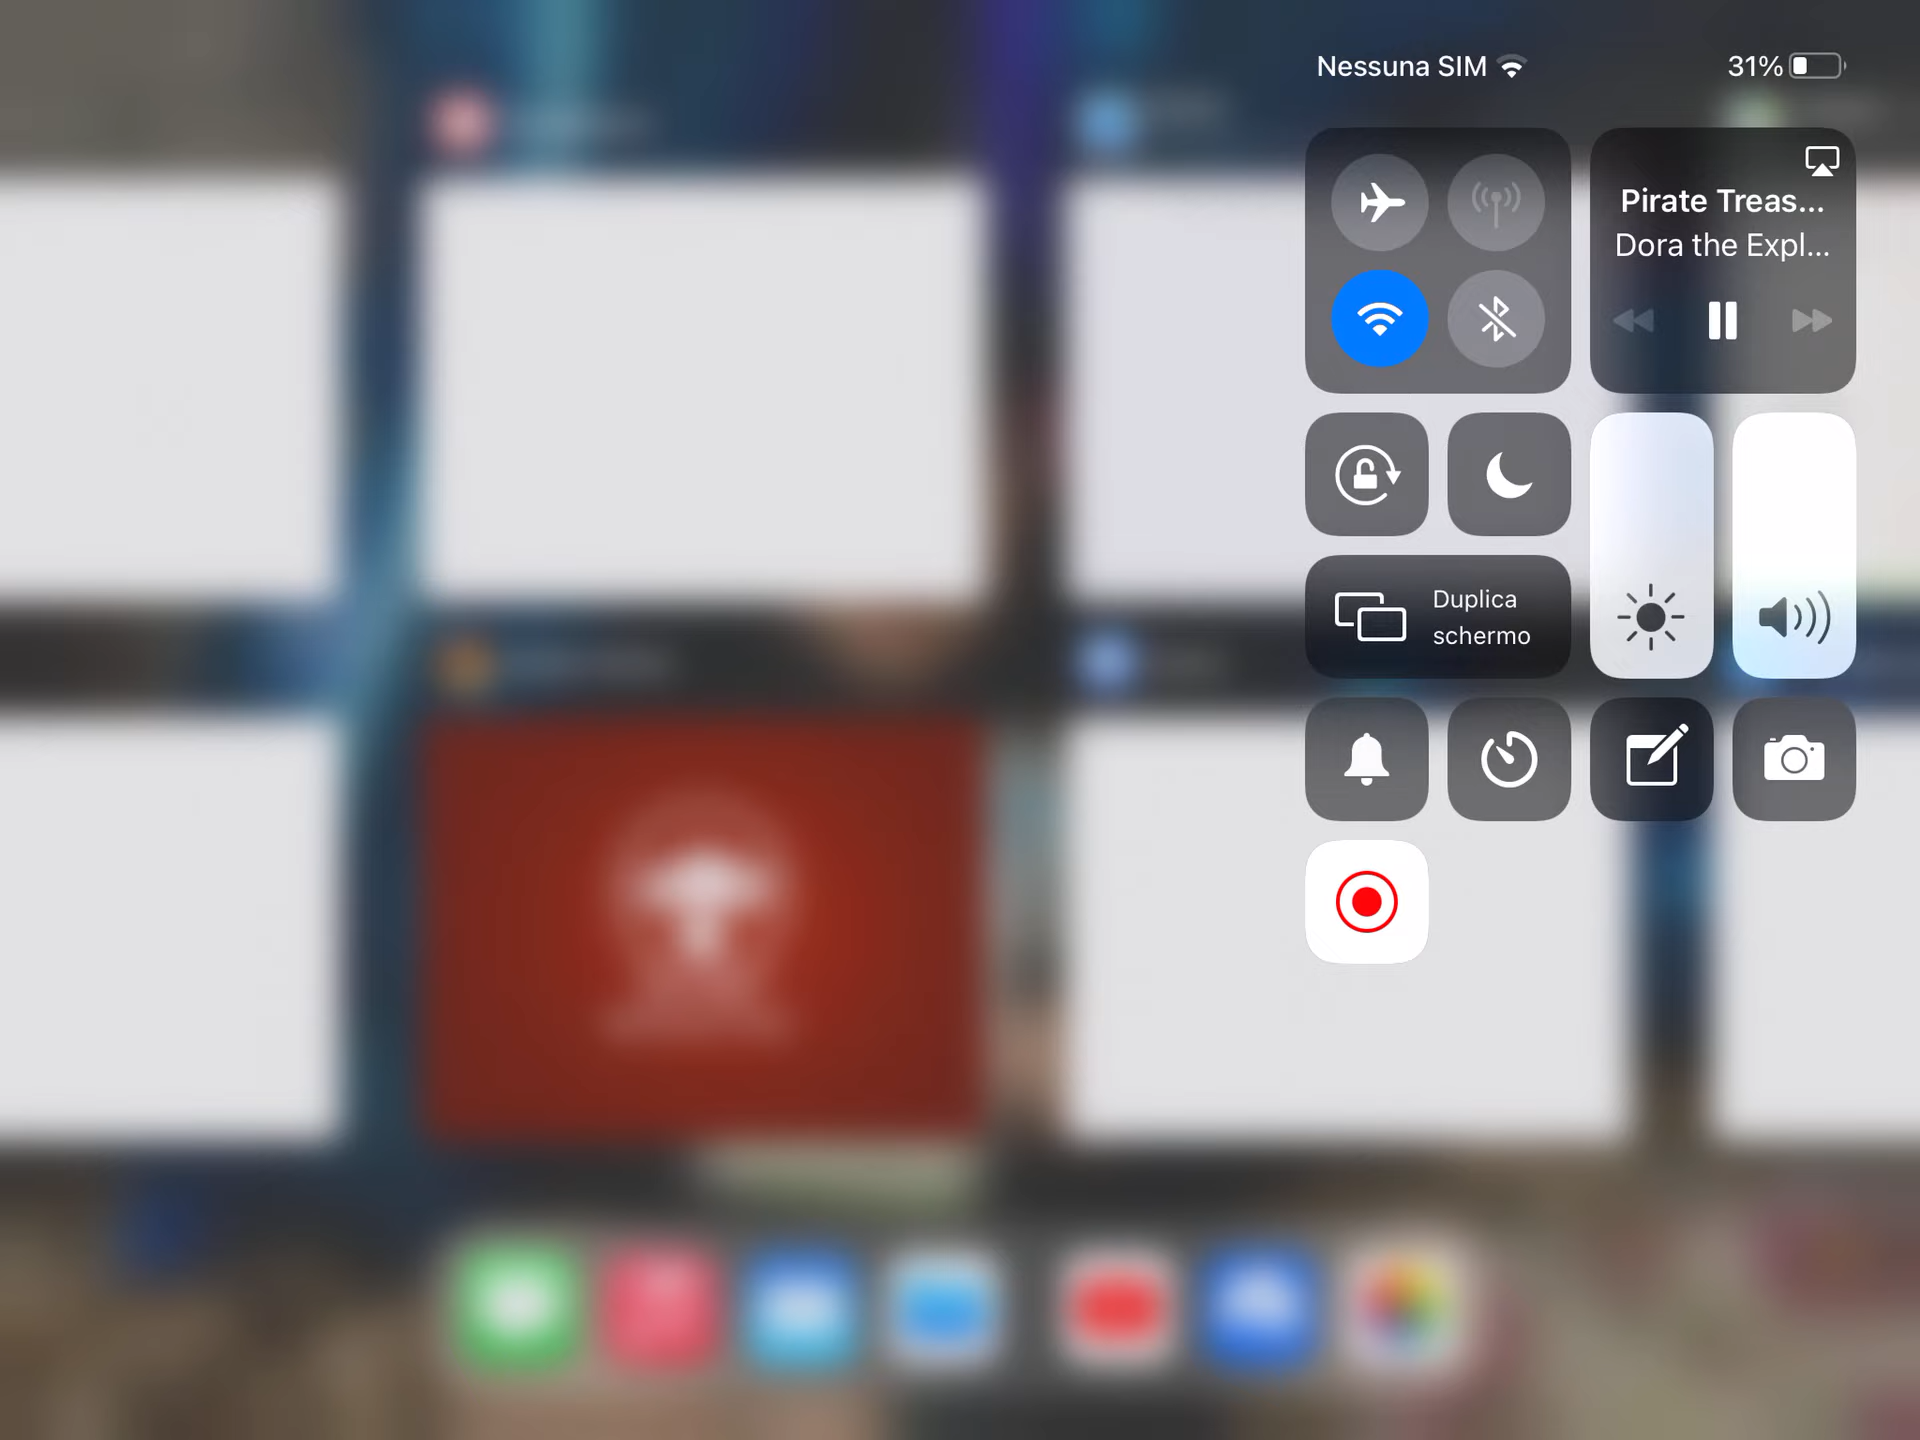 Nessuna SIM
31%
Pirate Treas...
Dora the Expl...
Duplica
schermo